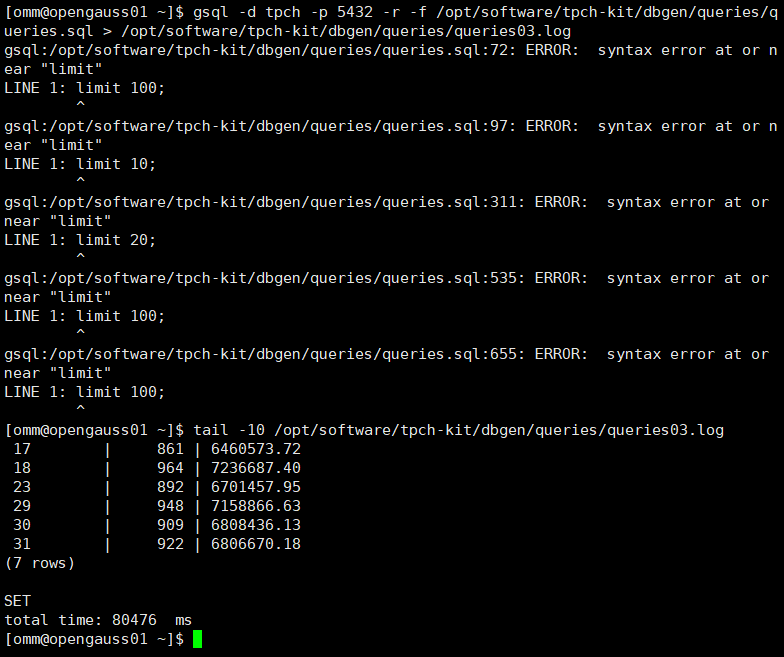 [omm@opengauss01 ~]$ gsql -d tpch -p 5432 -r -f /opt/software/tpch-kit/dbgen/queries/q
ueries.sql > /opt/software/tpch-kit/dbgen/queries/queries03.log
gsql:/opt/software/tpch-kit/dbgen/queries/queries.sql:72: ERROR:  syntax error at or n
ear "limit"
LINE 1: limit 100;
        ^
gsql:/opt/software/tpch-kit/dbgen/queries/queries.sql:97: ERROR:  syntax error at or n
ear "limit"
LINE 1: limit 10;
        ^
gsql:/opt/software/tpch-kit/dbgen/queries/queries.sql:311: ERROR:  syntax error at or
near "limit"
LINE 1: limit 20;
        ^
gsql:/opt/software/tpch-kit/dbgen/queries/queries.sql:535: ERROR:  syntax error at or
near "limit"
LINE 1: limit 100;
        ^
gsql:/opt/software/tpch-kit/dbgen/queries/queries.sql:655: ERROR:  syntax error at or
near "limit"
LINE 1: limit 100;
        ^
[omm@opengauss01 ~]$ tail -10 /opt/software/tpch-kit/dbgen/queries/queries03.log
 17        |     861 | 6460573.72
 18        |     964 | 7236687.40
 23        |     892 | 6701457.95
 29        |     948 | 7158866.63
 30        |     909 | 6808436.13
 31        |     922 | 6806670.18
(7 rows)

SET
total time: 80476  ms
[omm@opengauss01 ~]$